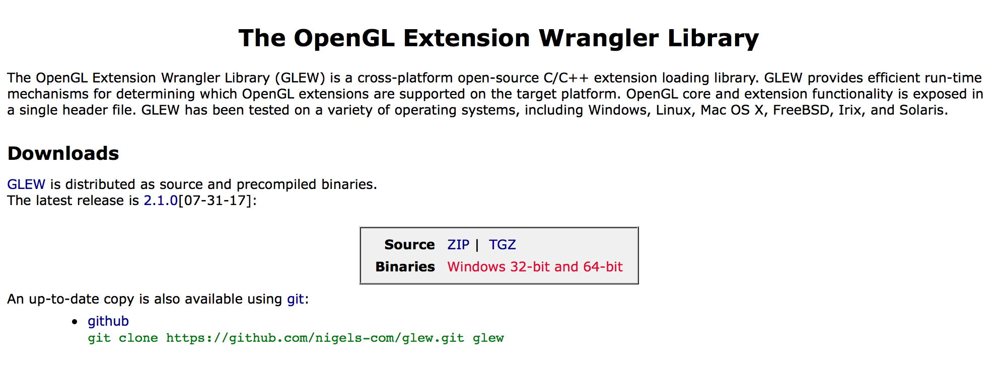 The OpenGL Extension Wrangler Library
The OpenGL Extension Wrangler Library (GLEW) is a cross-platform open-source C/C++ extension loading library. GLEW provides efficient run-time
mechanisms for determining which OpenGL extensions are supported on the target platform. OpenGL core and extension functionality is exposed in
a single header file. GLEW has been tested on a variety of operating systems, including Windows, Linux, Mac OS X, FreeBSD, Irix, and Solaris.
Downloads
GLEW is distributed as source and precompiled binaries.
The latest release is 2.1.0[07-31-17]:
Source ZIP | TGZ
Binaries Windows 32-bit and 64-bit
An up-to-date copy is also available using git:
• github
git clone https://github.com/nigels-com/glew.git glew